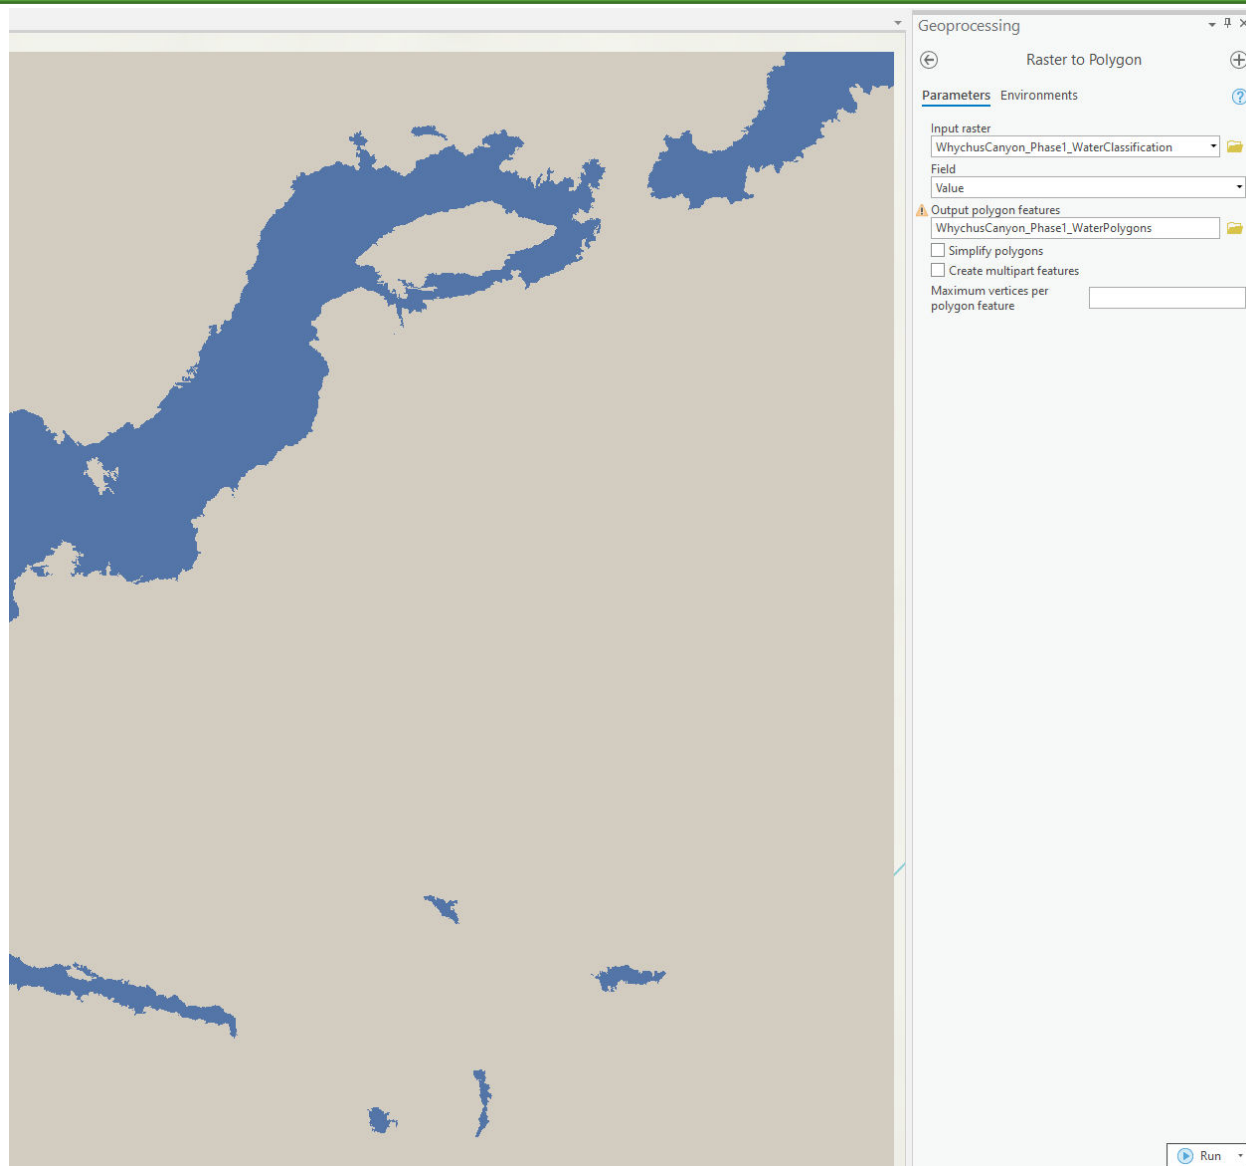 Geoprocessing
Raster to Polygon
Parameters Environments
Input raster
WhychusCanyon_Phase1_WaterClassification
Field
Value
Output polygon features
WhychusCanyon_Phase1_WaterPolygons
Simplify polygons
Create multipart features
Maximum vertices per
polygon feature
Run